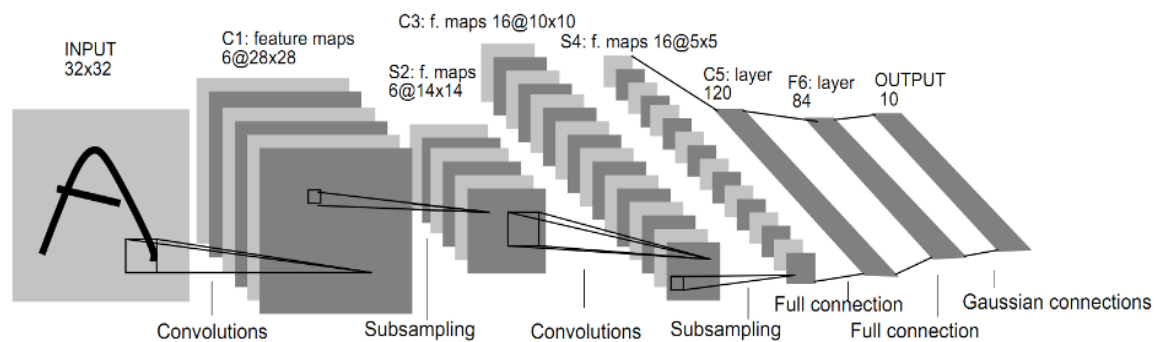 INPUT
32x32
C1: feature maps
6@28x28
S2: f. maps
6@14x14
C3: f. maps 16@10x10
S4: f. maps 16@5x5
C5: layer
120
F6: layer
84
OUTPUT
10
Convolutions
Subsampling
Convolutions
Subsampling
Full connection
Full connection
Gaussian connections
A